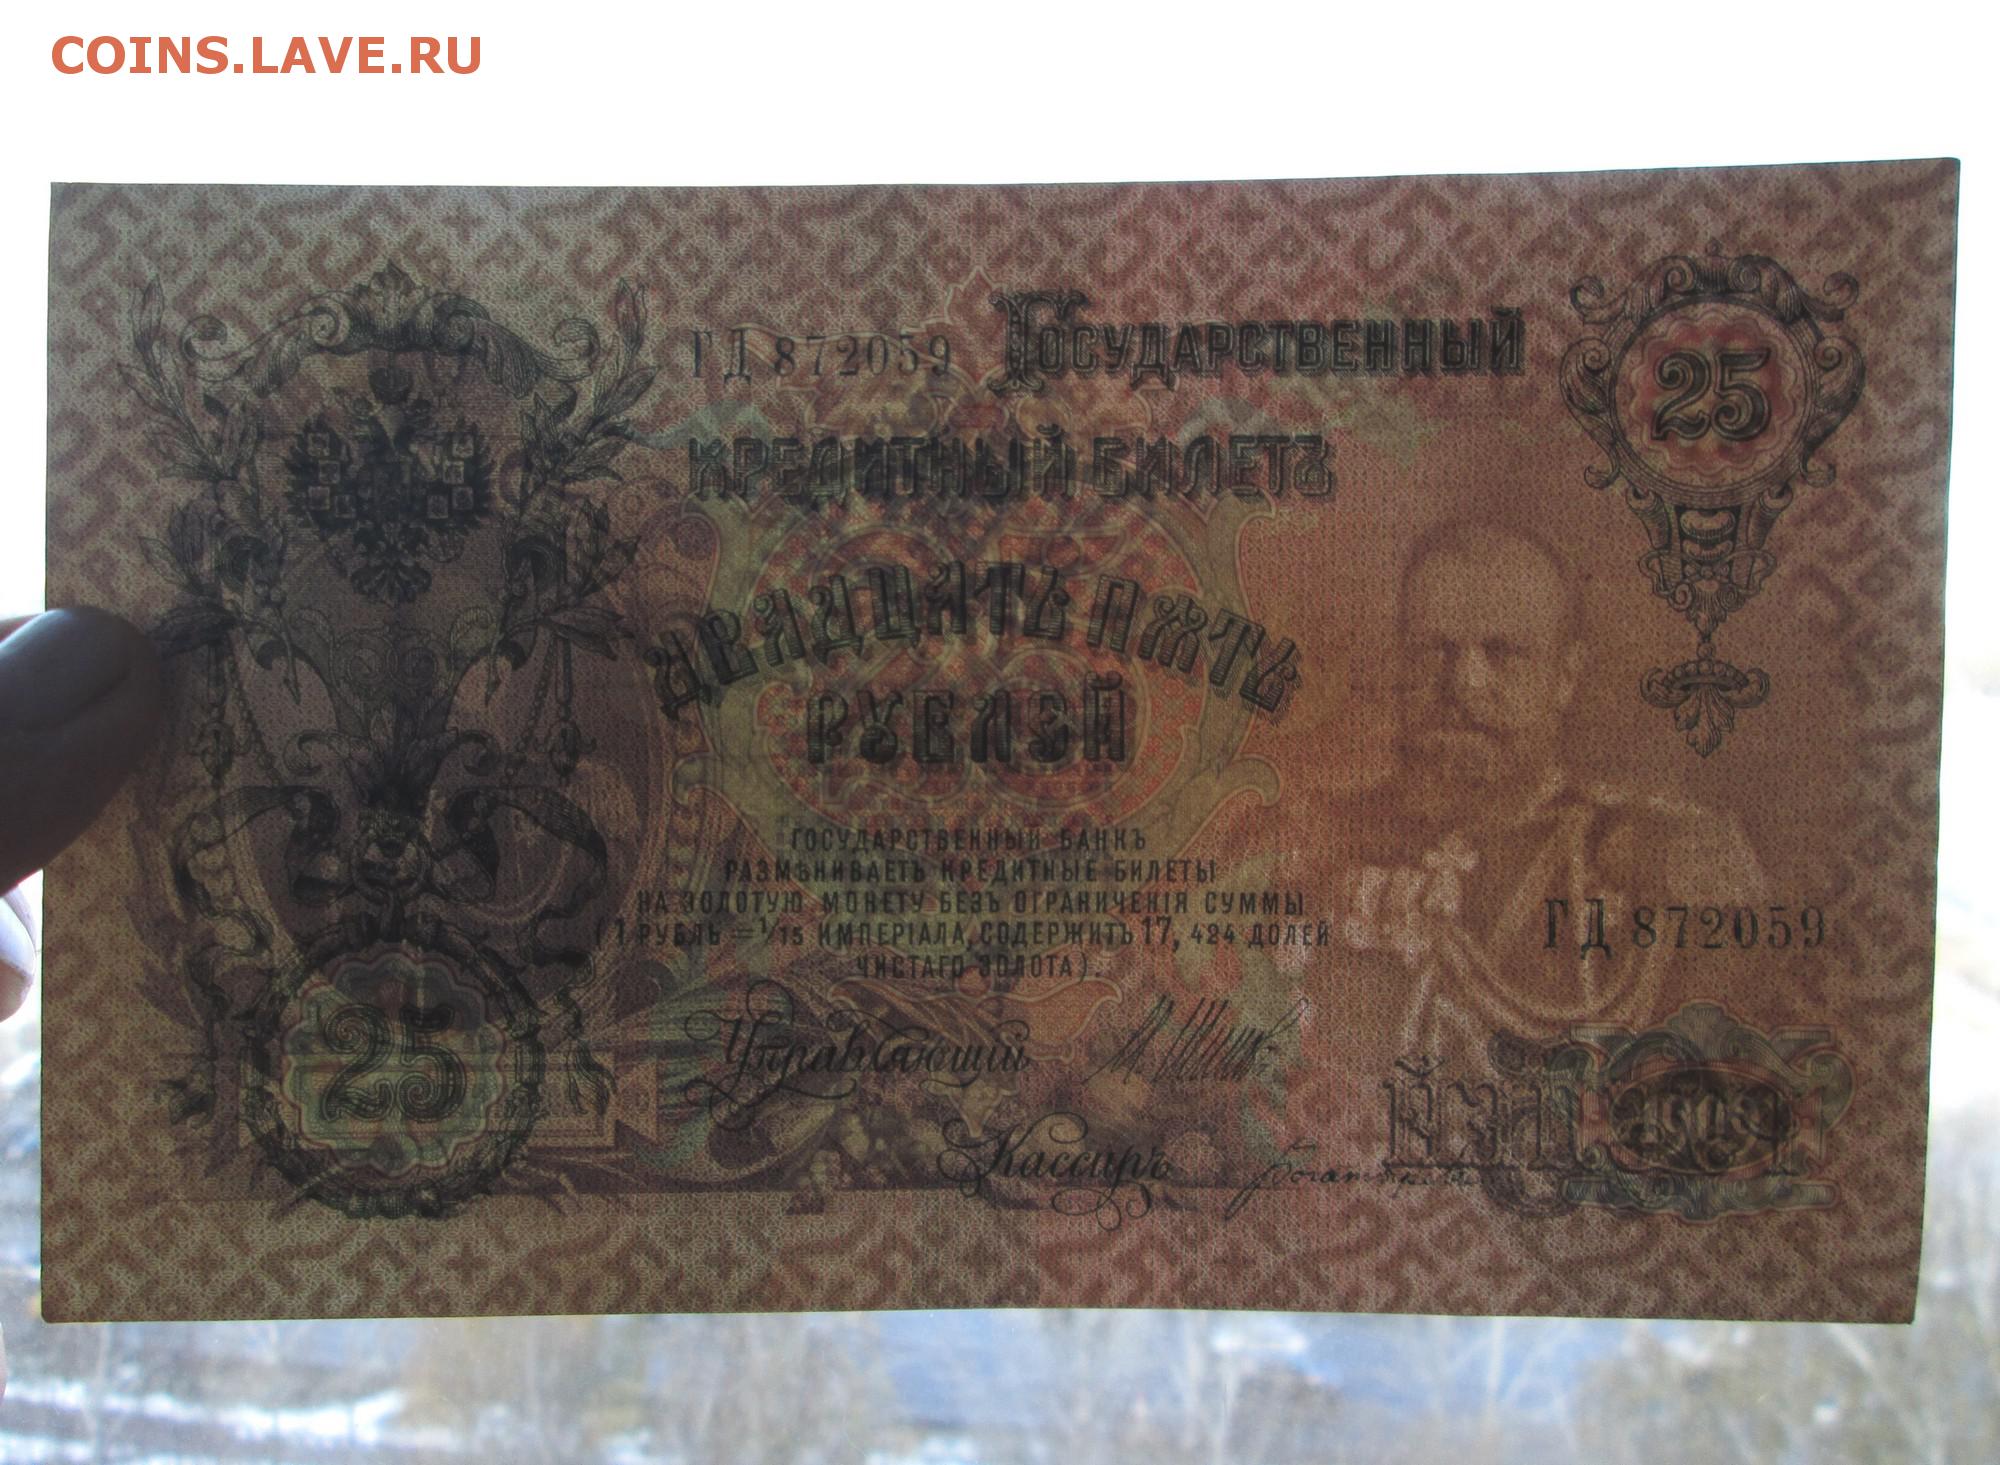 COINS.LAVE.RU
ГД 872059
Государственный
25
Кредитный Билетъ
Двадцать пять
рублей
Государственный Банкъ
размѣниваетъ кредитные билеты
на золотую монету безъ ограниченія суммы
(1 рубль = 1/15 имперіала, содержитъ 17,424 долей
чистаго золота).
ГД 872059
25
Управляющий
Кассиръ